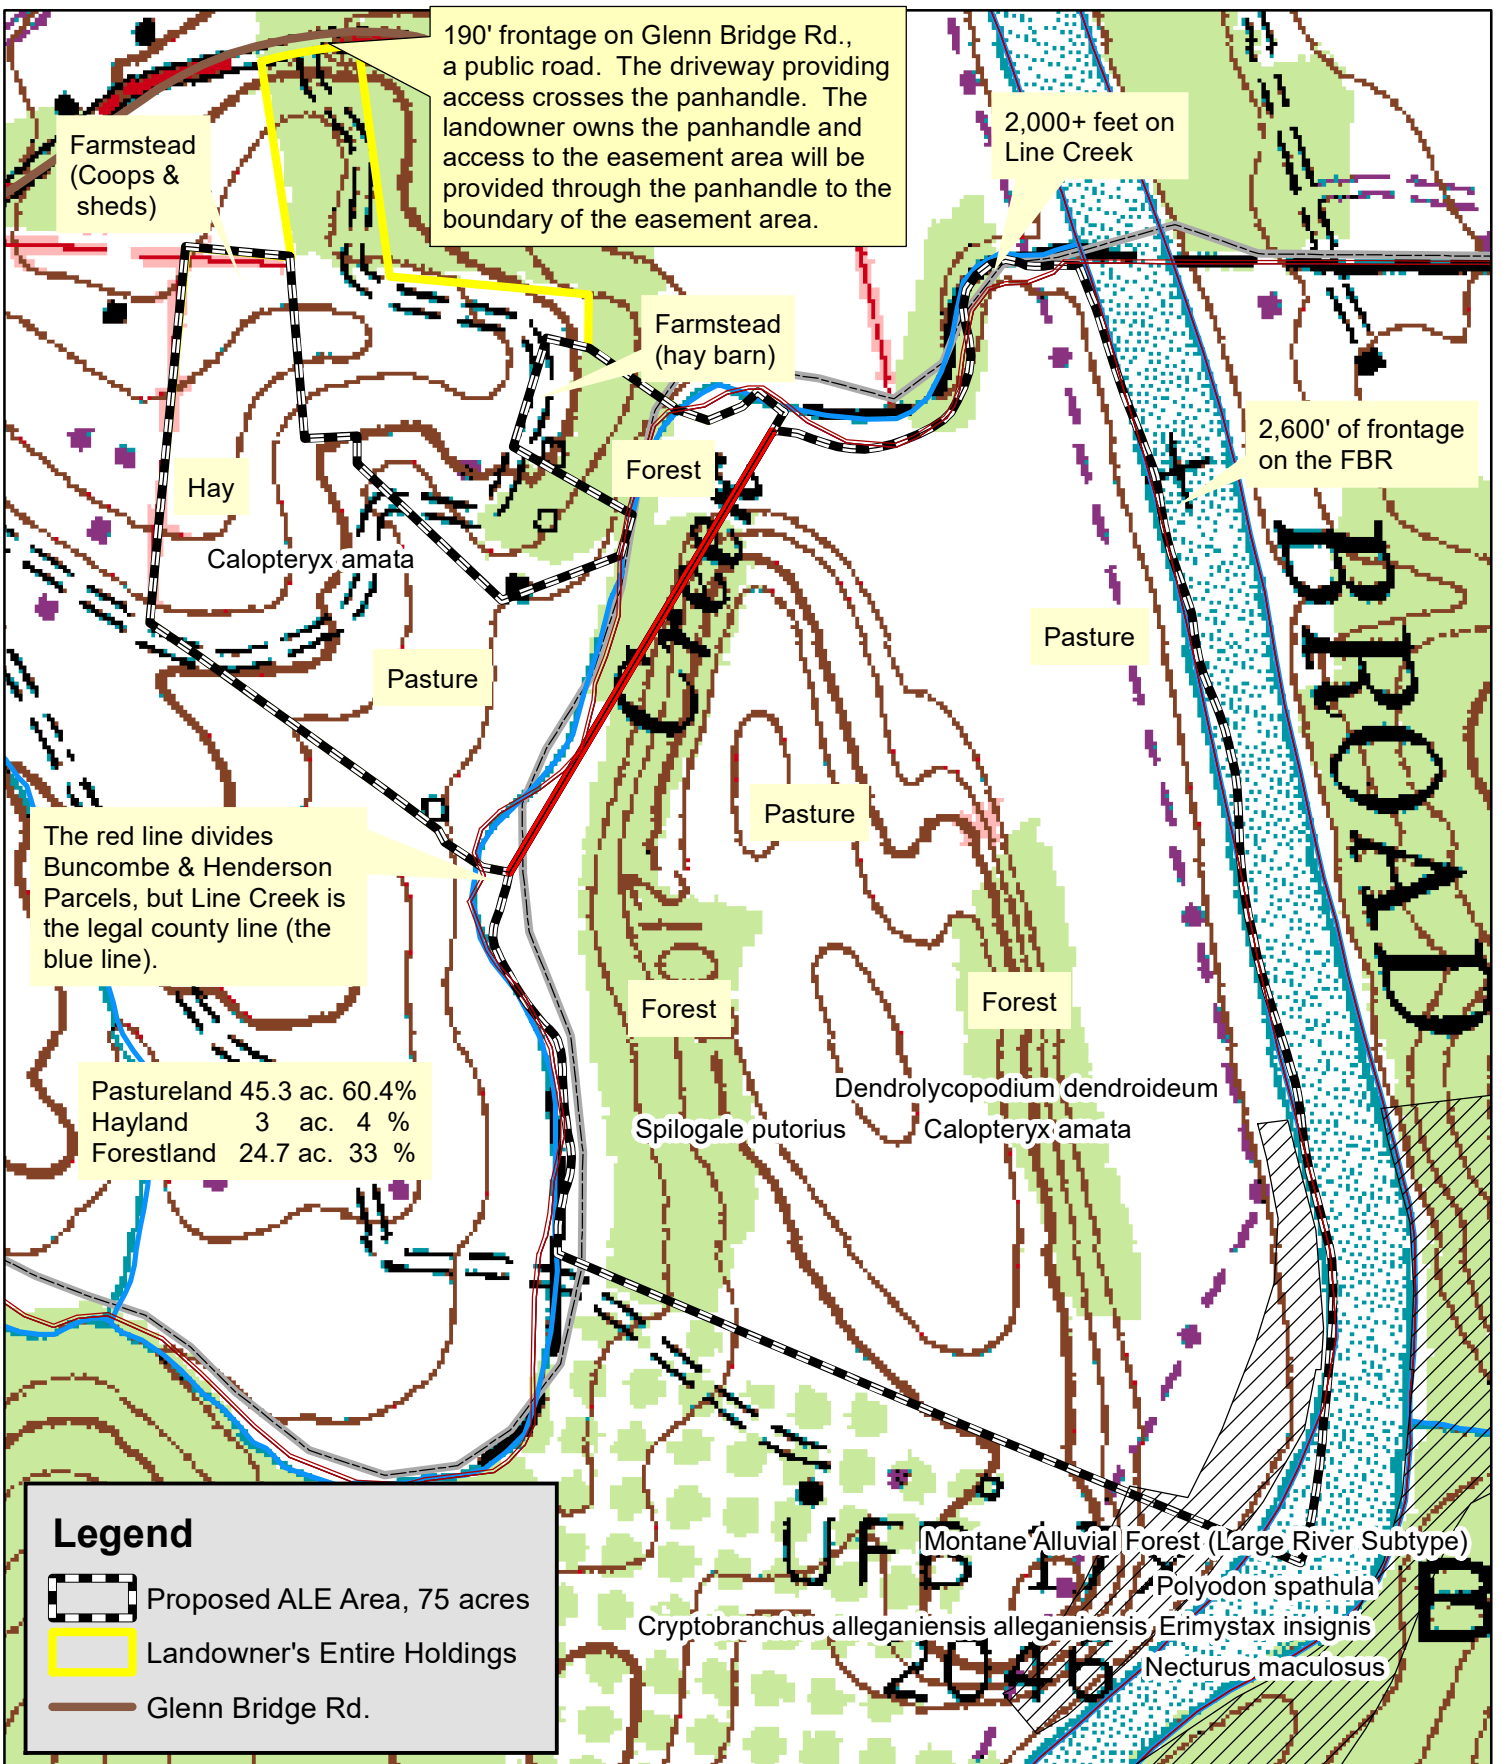 190' frontage on Glenn Bridge Rd.,
a public road. The driveway providing
access crosses the panhandle. The
landowner owns the panhandle and
access to the easement area will be
provided through the panhandle to the
boundary of the easement area.
2,000+ feet on
Line Creek
Farmstead
(Coops &
sheds)
Farmstead
(hay barn)
2,600' of frontage
on the FBR
Forest
Hay
Creek
Calopteryx amata
BROAD
Pasture
Pasture
Pasture
The red line divides
Buncombe & Henderson
Parcels, but Line Creek is
the legal county line (the
blue line).
Forest
Forest
Pastureland 45.3 ac. 60.4%
Hayland 3 ac. 4 %
Forestland 24.7 ac. 33 %
Dendrolycopodium dendroideum
Spilogale putorius
Calopteryx amata
Montane Alluvial Forest (Large River Subtype)
Polyodon spathula
Cryptobranchus alleganiensis alleganiensis
Erimystax insignis
2046
Necturus maculosus
B
Legend
Proposed ALE Area, 75 acres
Landowner's Entire Holdings
Glenn Bridge Rd.